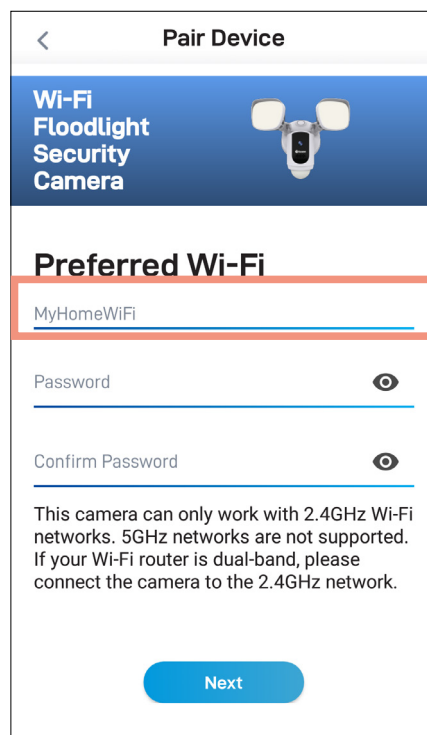 Pair Device
Wi-Fi
Floodlight
Security
Camera
Preferred Wi-Fi
MyHomeWiFi
Password
Confirm Password
This camera can only work with 2.4GHz Wi-Fi
networks. 5GHz networks are not supported.
If your Wi-Fi router is dual-band, please
connect the camera to the 2.4GHz network.
Next